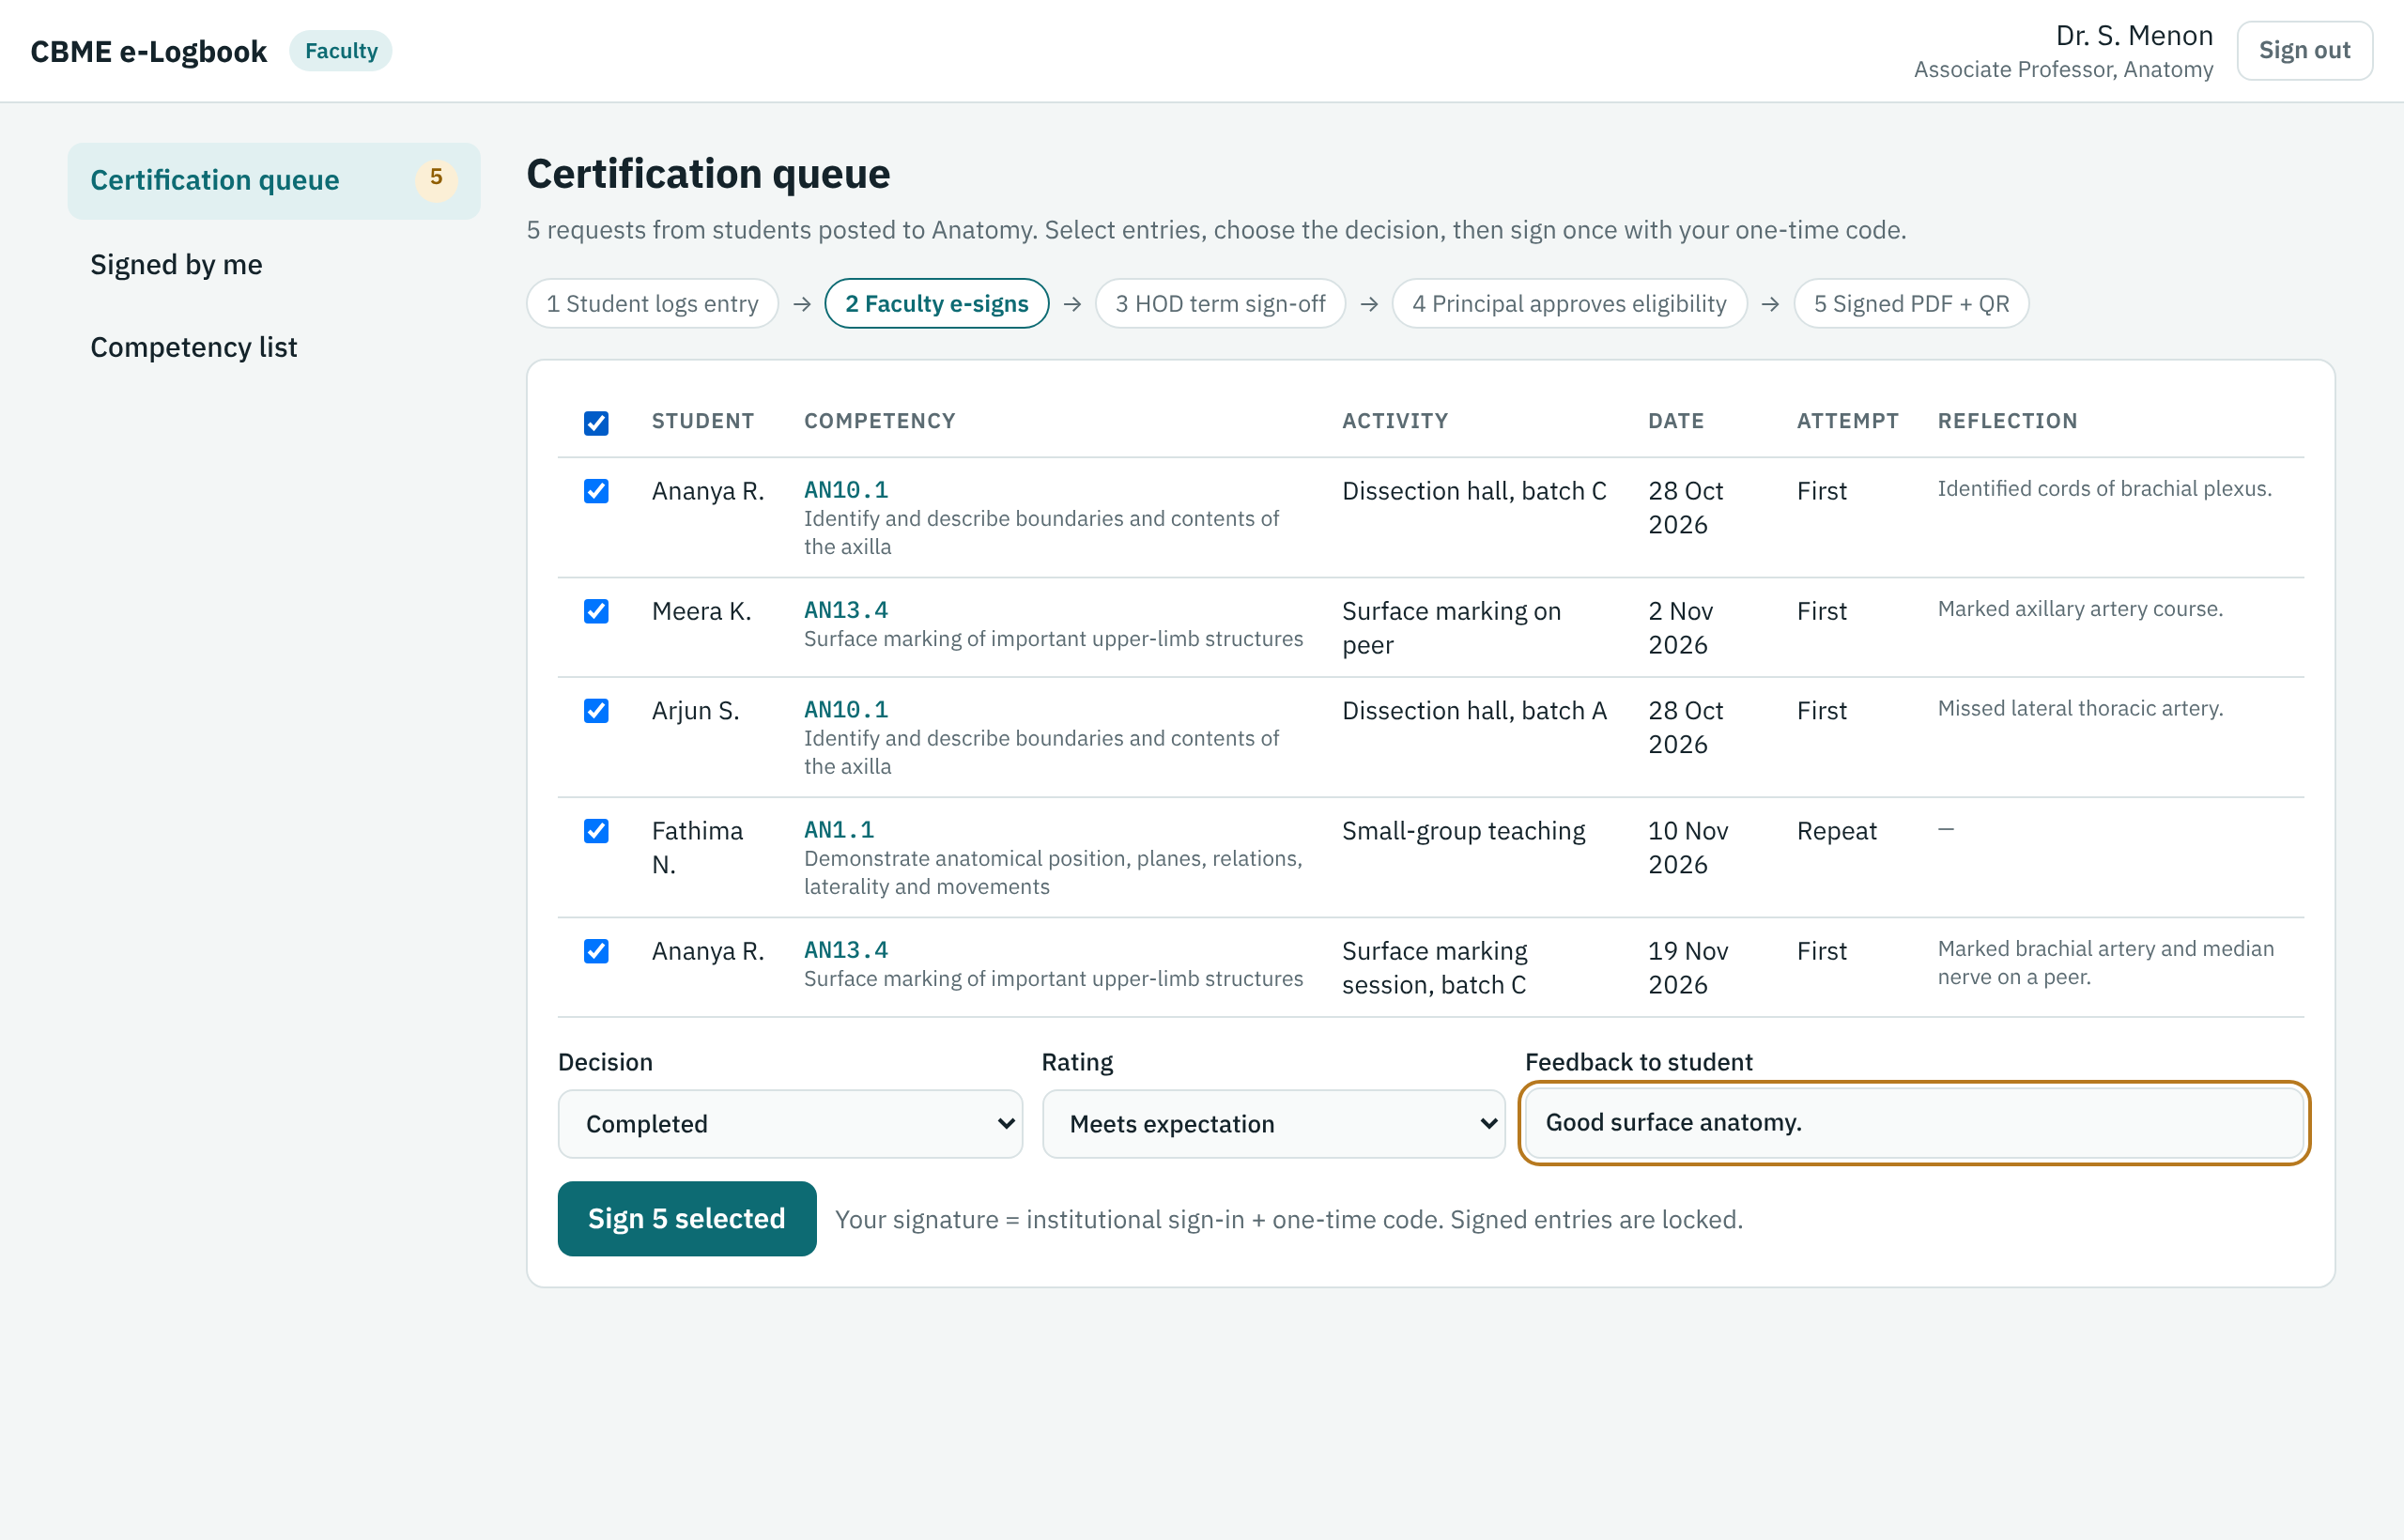 CBME e-Logbook
Faculty
Dr. S. Menon
Associate Professor, Anatomy
Sign out
Certification queue
5
Signed by me
Competency list
Certification queue
5 requests from students posted to Anatomy. Select entries, choose the decision, then sign once with your one-time code.
1 Student logs entry → 2 Faculty e-signs → 3 HOD term sign-off → 4 Principal approves eligibility → 5 Signed PDF + QR
STUDENT COMPETENCY ACTIVITY DATE ATTEMPT REFLECTION
Ananya R. AN10.1 Dissection hall, batch C 28 Oct First Identified cords of brachial plexus.
Identify and describe boundaries and contents of 2026
the axilla
Meera K. AN13.4 Surface marking on 2 Nov First Marked axillary artery course.
Surface marking of important upper-limb structures peer 2026
Arjun S. AN10.1 Dissection hall, batch A 28 Oct First Missed lateral thoracic artery.
Identify and describe boundaries and contents of 2026
the axilla
Fathima AN1.1 Small-group teaching 10 Nov Repeat —
N. Demonstrate anatomical position, planes, relations, 2026
laterality and movements
Ananya R. AN13.4 Surface marking 19 Nov First Marked brachial artery and median
Surface marking of important upper-limb structures session, batch C 2026 nerve on a peer.
Decision Rating Feedback to student
Completed Meets expectation Good surface anatomy.
Sign 5 selected Your signature = institutional sign-in + one-time code. Signed entries are locked.